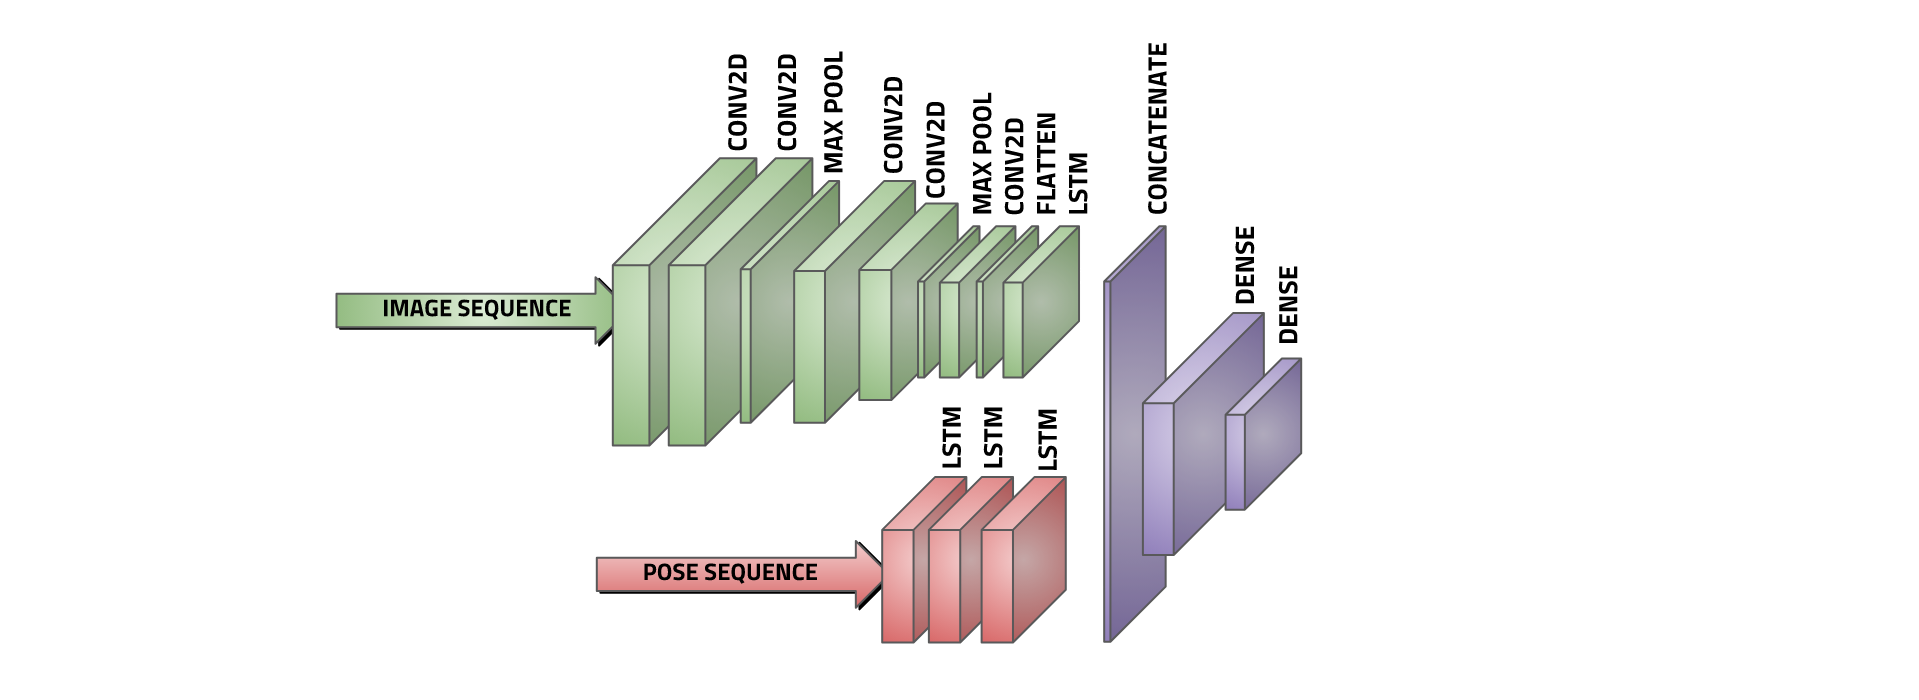 CONV2D
CONV2D
MAX POOL
CONV2D
CONV2D
MAX POOL
CONV2D
FLATTEN
LSTM
CONCATENATE
DENSE
DENSE
IMAGE SEQUENCE
LSTM
LSTM
LSTM
POSE SEQUENCE